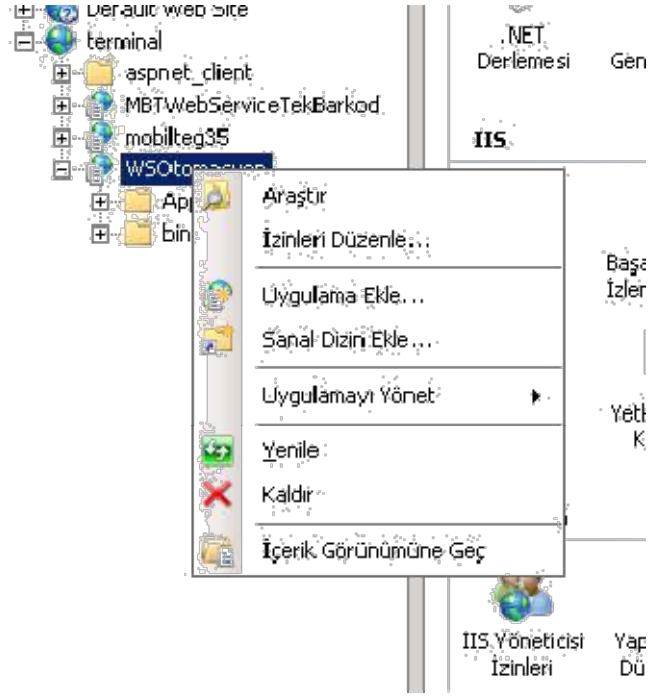 Default Web Site
terminal
aspnet_client
MBTWebServiceTekBarkod
mobilteg35
WSOtomasyon
App
bin
Araştır
İzinleri Düzenle...
Uygulama Ekle...
Sanal Dizin Ekle...
Uygulamayı Yönet
Yenile
Kaldır
İçerik Görünümüne Geç
.NET
Derlemesi
Gen
IIS
Başa
İzler
Yetk
K
IIS Yöneticisi
İzinleri
Yap
Dü